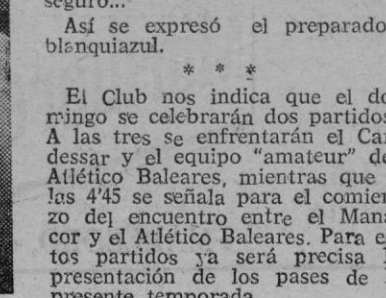 seguro...”
Así se expresó el preparado
blanquiazul.
* * *
El Club nos indica que el do
mingo se celebrarán dos partidos
A las tres se enfrentarán el Car
dessar y el equipo “amateur” de
Atlético Baleares, mientras que
las 4'45 se señala para el comien
zo del encuentro entre el Mana
cor y el Atlético Baleares. Para e
tos partidos ya será precisa
presentación de los pases de
presente temporada